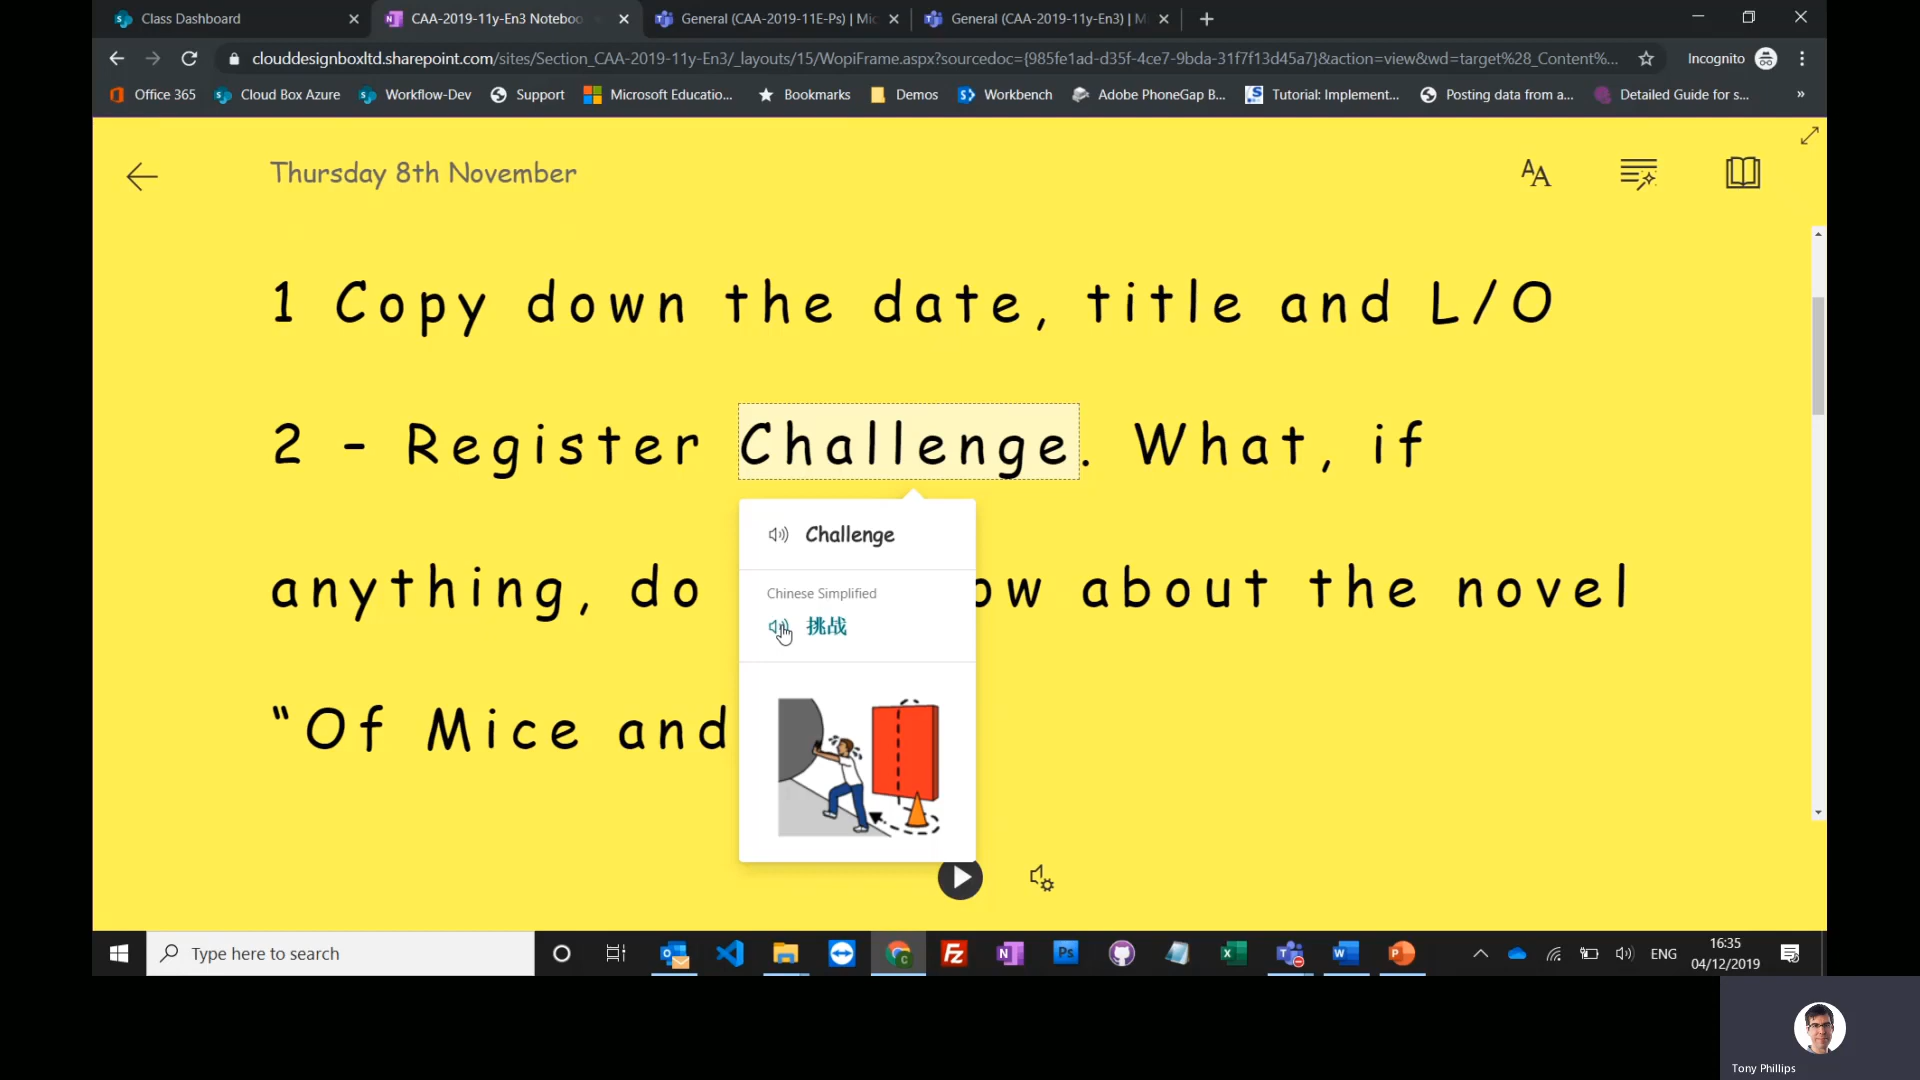 Class Dashboard
CAA-2019-11y-En3 Noteboo
General (CAA-2019-11E-Ps) | Mic
General (CAA-2019-11y-En3) | M
clouddesignboxltd.sharepoint.com/sites/Section_CAA-2019-11y-En3/_layouts/15/WopiFrame.aspx?sourcedoc={985fe1ad-d35f-4ce7-9bda-31f7f13d45a7}&action=view&wd=target%28_Content%...
Incognito
Office 365
Cloud Box Azure
Workflow-Dev
Support
Microsoft Educatio...
Bookmarks
Demos
Workbench
Adobe PhoneGap B...
Tutorial: Implement...
Posting data from a...
Detailed Guide for s...
»
Thursday 8th November
1 Copy down the date, title and L/O
2 - Register Challenge. What, if
anything, do ow about the novel
“Of Mice and
Challenge
Chinese Simplified
挑战
Type here to search
ENG
16:35
04/12/2019
Tony Phillips